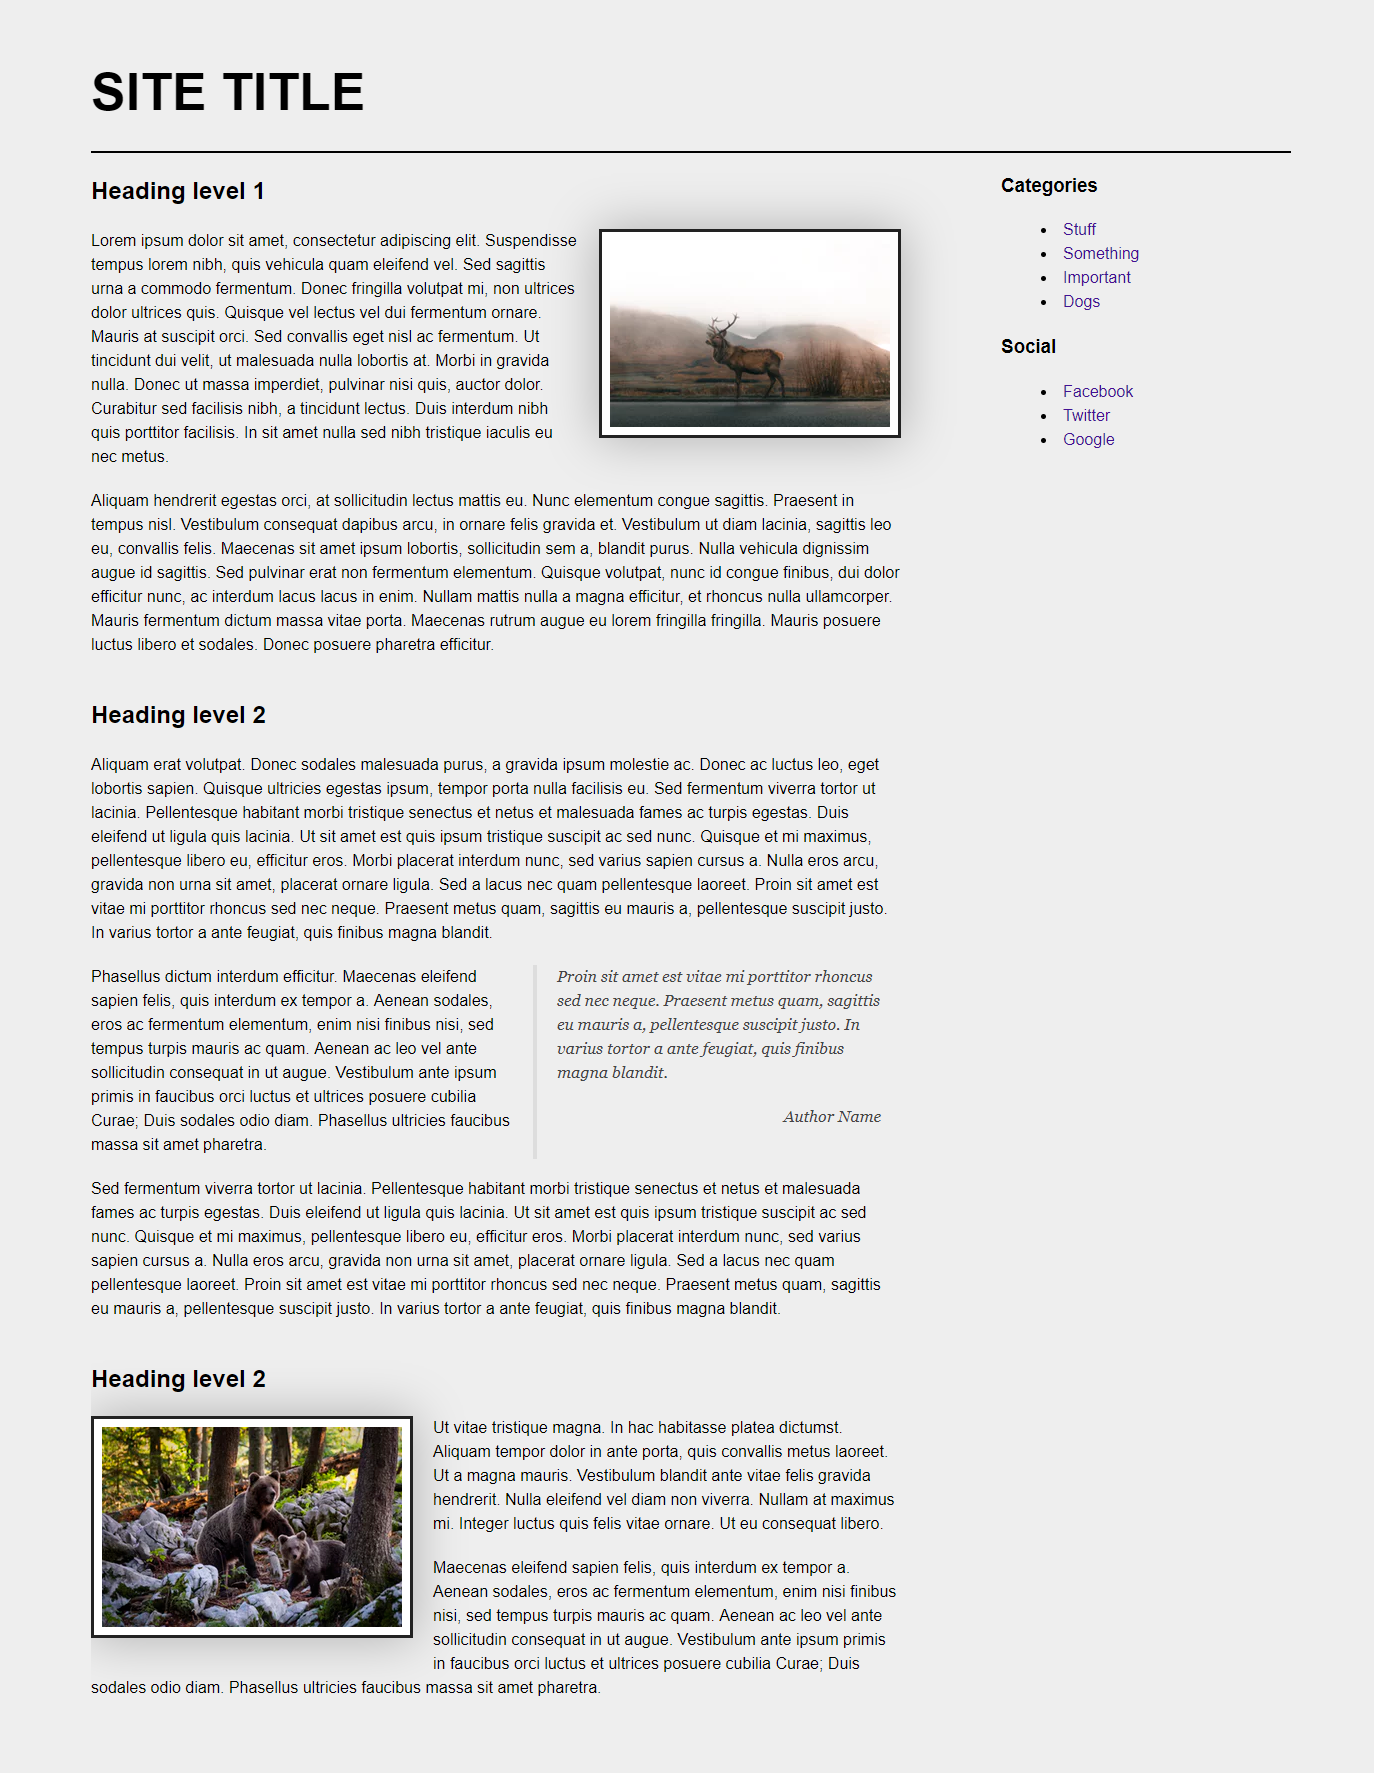 SITE TITLE
Heading level 1
Lorem ipsum dolor sit amet, consectetur adipiscing elit. Suspendisse
tempus lorem nibh, quis vehicula quam eleifend vel. Sed sagittis
urna a commodo fermentum. Donec fringilla volutpat mi, non ultrices
dolor ultrices quis. Quisque vel lectus vel dui fermentum ornare.
Mauris at suscipit orci. Sed convallis eget nisl ac fermentum. Ut
tincidunt dui velit, ut malesuada nulla lobortis at. Morbi in gravida
nulla. Donec ut massa imperdiet, pulvinar nisi quis, auctor dolor.
Curabitur sed facilisis nibh, a tincidunt lectus. Duis interdum nibh
quis porttitor facilisis. In sit amet nulla sed nibh tristique iaculis eu
nec metus.
Aliquam hendrerit egestas orci, at sollicitudin lectus mattis eu. Nunc elementum congue sagittis. Praesent in
tempus nisl. Vestibulum consequat dapibus arcu, in ornare felis gravida et. Vestibulum ut diam lacinia, sagittis leo
eu, convallis felis. Maecenas sit amet ipsum lobortis, sollicitudin sem a, blandit purus. Nulla vehicula dignissim
augue id sagittis. Sed pulvinar erat non fermentum elementum. Quisque volutpat, nunc id congue finibus, dui dolor
efficitur nunc, ac interdum lacus lacus in enim. Nullam mattis nulla a magna efficitur, et rhoncus nulla ullamcorper.
Mauris fermentum dictum massa vitae porta. Maecenas rutrum augue eu lorem fringilla fringilla. Mauris posuere
luctus libero et sodales. Donec posuere pharetra efficitur.
Heading level 2
Aliquam erat volutpat. Donec sodales malesuada purus, a gravida ipsum molestie ac. Donec ac luctus leo, eget
lobortis sapien. Quisque ultricies egestas ipsum, tempor porta nulla facilisis eu. Sed fermentum viverra tortor ut
lacinia. Pellentesque habitant morbi tristique senectus et netus et malesuada fames ac turpis egestas. Duis
eleifend ut ligula quis lacinia. Ut sit amet est quis ipsum tristique suscipit ac sed nunc. Quisque et mi maximus,
pellentesque libero eu, efficitur eros. Morbi placerat interdum nunc, sed varius sapien cursus a. Nulla eros arcu,
gravida non urna sit amet, placerat ornare ligula. Sed a lacus nec quam pellentesque laoreet. Proin sit amet est
vitae mi porttitor rhoncus sed nec neque. Praesent metus quam, sagittis eu mauris a, pellentesque suscipit justo.
In varius tortor a ante feugiat, quis finibus magna blandit.
Phasellus dictum interdum efficitur. Maecenas eleifend
sapien felis, quis interdum ex tempor a. Aenean sodales,
eros ac fermentum elementum, enim nisi finibus nisi, sed
tempus turpis mauris ac quam. Aenean ac leo vel ante
sollicitudin consequat in ut augue. Vestibulum ante ipsum
primis in faucibus orci luctus et ultrices posuere cubilia
Curae; Duis sodales odio diam. Phasellus ultricies faucibus
massa sit amet pharetra.
Proin sit amet est vitae mi porttitor rhoncus
sed nec neque. Praesent metus quam, sagittis
eu mauris a, pellentesque suscipit justo. In
varius tortor a ante feugiat, quis finibus
magna blandit.
Author Name
Sed fermentum viverra tortor ut lacinia. Pellentesque habitant morbi tristique senectus et netus et malesuada
fames ac turpis egestas. Duis eleifend ut ligula quis lacinia. Ut sit amet est quis ipsum tristique suscipit ac sed
nunc. Quisque et mi maximus, pellentesque libero eu, efficitur eros. Morbi placerat interdum nunc, sed varius
sapien cursus a. Nulla eros arcu, gravida non urna sit amet, placerat ornare ligula. Sed a lacus nec quam
pellentesque laoreet. Proin sit amet est vitae mi porttitor rhoncus sed nec neque. Praesent metus quam, sagittis
eu mauris a, pellentesque suscipit justo. In varius tortor a ante feugiat, quis finibus magna blandit.
Heading level 2
Ut vitae tristique magna. In hac habitasse platea dictumst.
Aliquam tempor dolor in ante porta, quis convallis metus laoreet.
Ut a magna mauris. Vestibulum blandit ante vitae felis gravida
hendrerit. Nulla eleifend vel diam non viverra. Nullam at maximus
mi. Integer luctus quis felis vitae ornare. Ut eu consequat libero.
Maecenas eleifend sapien felis, quis interdum ex tempor a.
Aenean sodales, eros ac fermentum elementum, enim nisi finibus
nisi, sed tempus turpis mauris ac quam. Aenean ac leo vel ante
sollicitudin consequat in ut augue. Vestibulum ante ipsum primis
in faucibus orci luctus et ultrices posuere cubilia Curae; Duis
sodales odio diam. Phasellus ultricies faucibus massa sit amet pharetra.
Categories
Stuff
Something
Important
Dogs
Social
Facebook
Twitter
Google